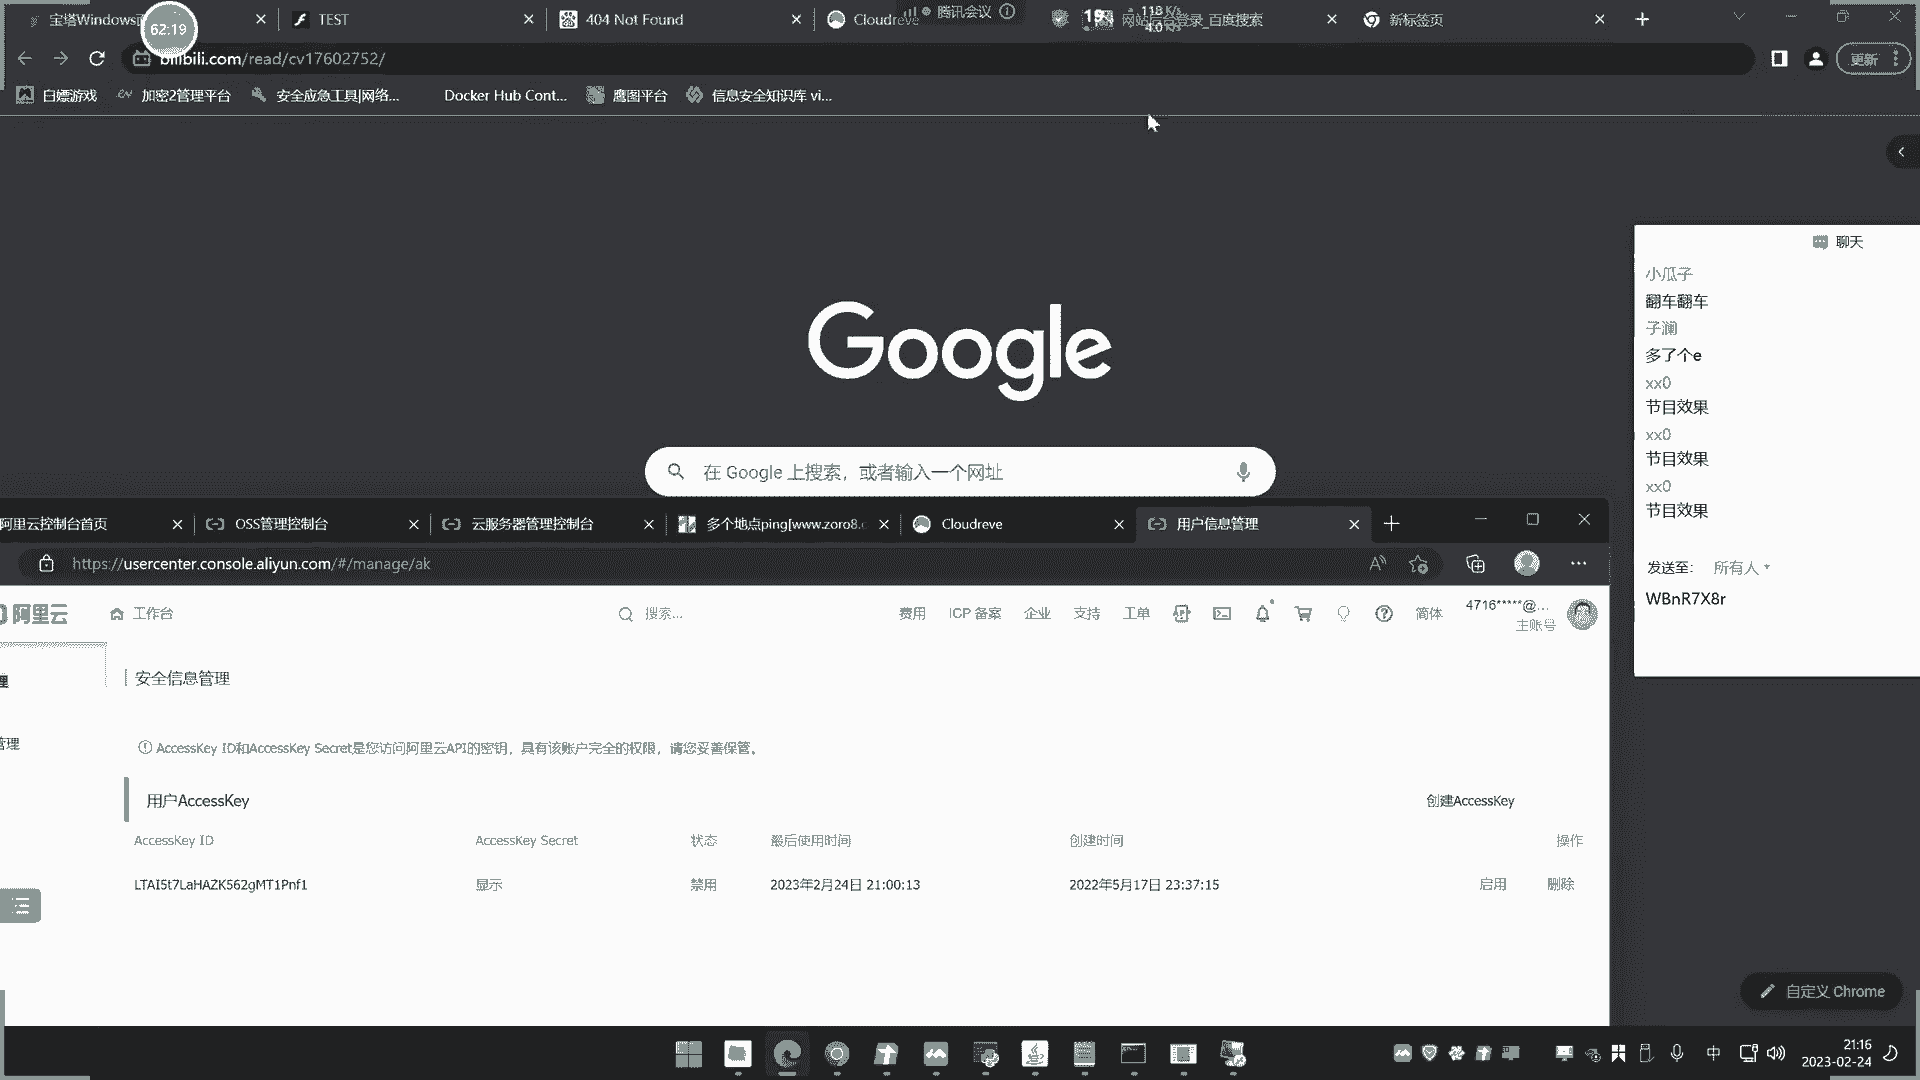 宝塔Windows
62:19
TEST
404 Not Found
Cloudreve
腾讯会议
网站后台登录_百度搜索
118 K/s
4.0 K/s
新标签页
bilibili.com/read/cv17602752/
更新
白嫖游戏
加密2管理平台
安全应急工具|网络...
Docker Hub Cont...
鹰图平台
信息安全知识库 vi...
Google
在 Google 上搜索，或者输入一个网址
聊天
小瓜子
翻车翻车
子澜
多了个e
xx0
节目效果
xx0
节目效果
xx0
节目效果
发送至:
所有人
WBnR7X8r
阿里云控制台首页
OSS管理控制台
云服务器管理控制台
多个地点ping[www.zoro8.c
Cloudreve
用户信息管理
https://usercenter.console.aliyun.com/#/manage/ak
阿里云
工作台
搜索...
费用
ICP 备案
企业
支持
工单
简体
4716*****@...
主账号
理
安全信息管理
管理
AccessKey ID和AccessKey Secret是您访问阿里云API的密钥，具有该账户完全的权限，请您妥善保管。
用户AccessKey
创建AccessKey
AccessKey ID
AccessKey Secret
状态
最后使用时间
创建时间
操作
LTAI5t7LaHAZK562gMT1Pnf1
显示
禁用
2023年2月24日 21:00:13
2022年5月17日 23:37:15
启用
删除
自定义 Chrome
中
21:16
2023-02-24